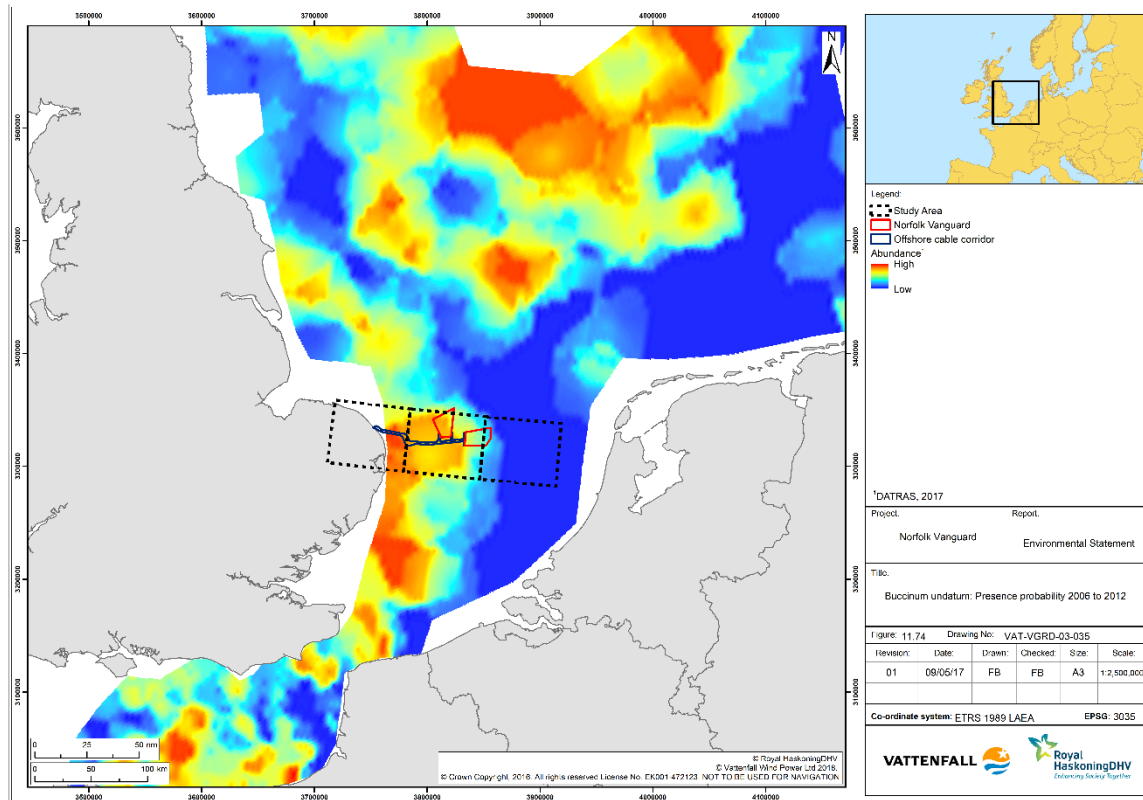 3500000 3600000 3700000 3800000 3900000 4000000 4100000
N
3600000
3500000
3400000
3300000
3200000
3100000
0 25 50 nm
0 50 100 km
© Royal HaskoningDHV
© Vattenfall Wind Power Ltd 2016.
© Crown Copyright, 2016. All rights reserved License No. EK001-472123 NOT TO BE USED FOR NAVIGATION
3500000 3600000 3700000 3800000 3900000 4000000 4100000
Legend:
Study Area
Norfolk Vanguard
Offshore cable corridor
Abundance¹
High
Low
¹DATRAS, 2017
Project. Report.
Norfolk Vanguard Environmental Statement
Title.
Buccinum undatum: Presence probability 2006 to 2012
Figure: 11.74 Drawing No: VAT-VGRD-03-035
Revision: Date: Drawn: Checked: Size: Scale:
01 09/05/17 FB FB A3 1:2,500,000
Co-ordinate system: ETRS 1989 LAEA EPSG: 3035
VATTENFALL
Royal
HaskoningDHV
Enhancing Society Together